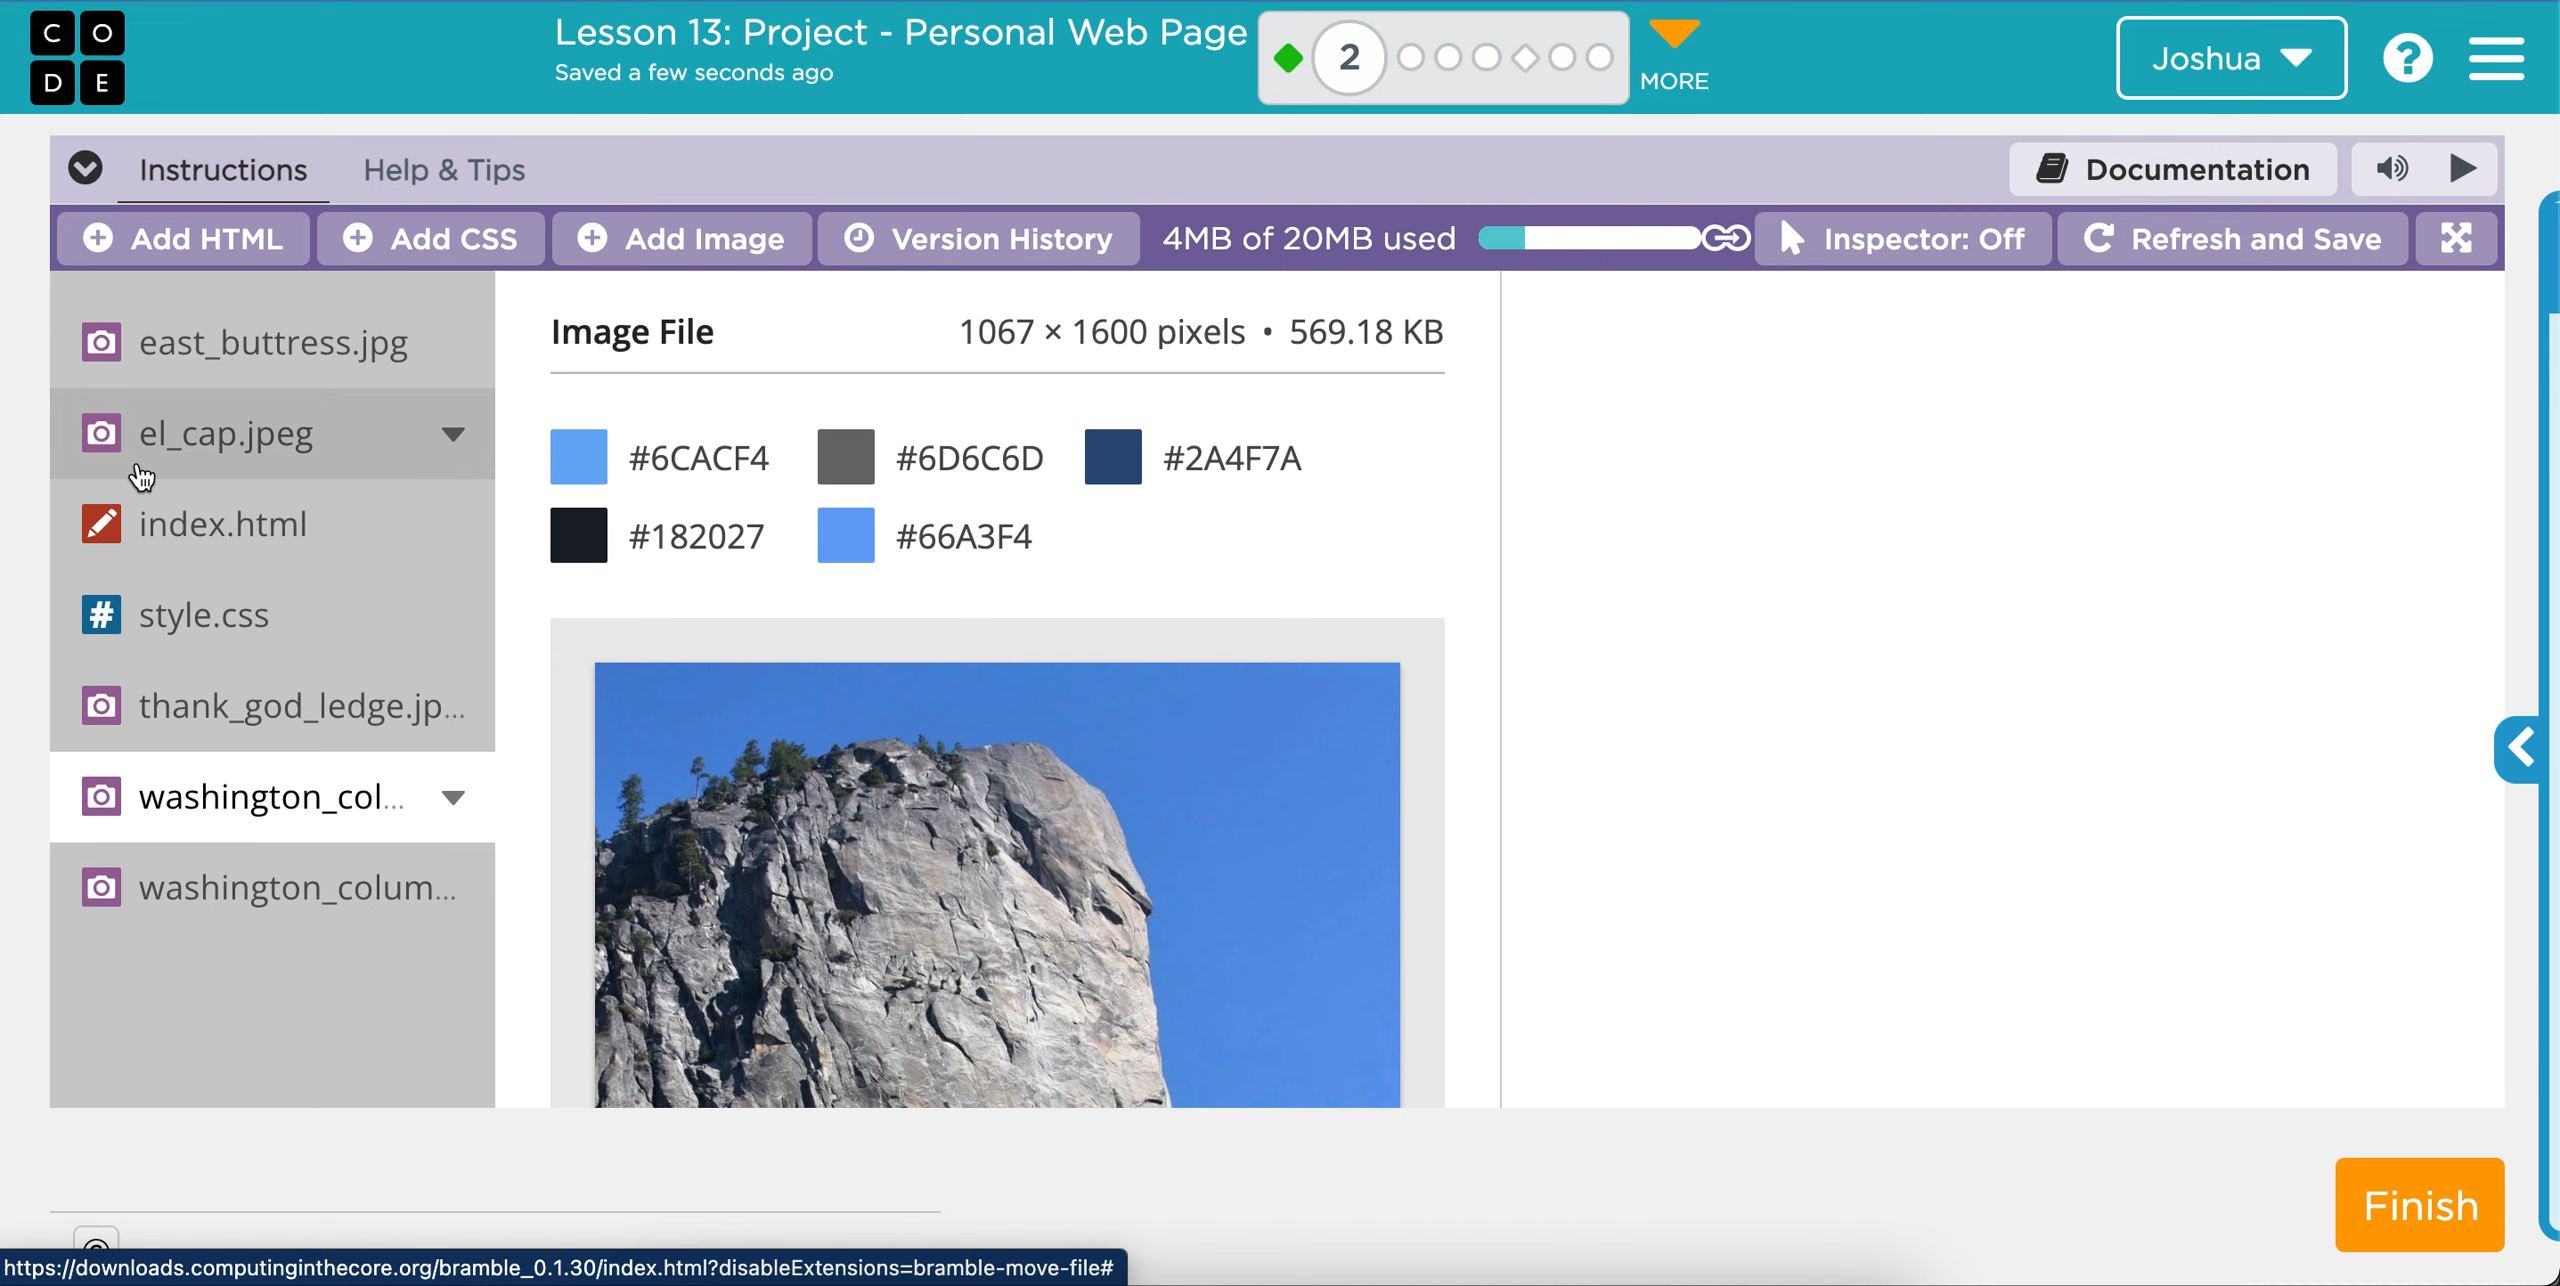 C O
D E
Lesson 13: Project - Personal Web Page
Saved a few seconds ago
2
MORE
Joshua
?
Instructions
Help & Tips
Documentation
Add HTML
Add CSS
Add Image
Version History
4MB of 20MB used
Inspector: Off
Refresh and Save
east_buttress.jpg
el_cap.jpeg
index.html
style.css
thank_god_ledge.jp...
washington_col...
washington_colum...
Image File
1067 × 1600 pixels • 569.18 KB
#6CACF4
#6D6C6D
#2A4F7A
#182027
#66A3F4
Finish
https://downloads.computinginthecore.org/bramble_0.1.30/index.html?disableExtensions=bramble-move-file#